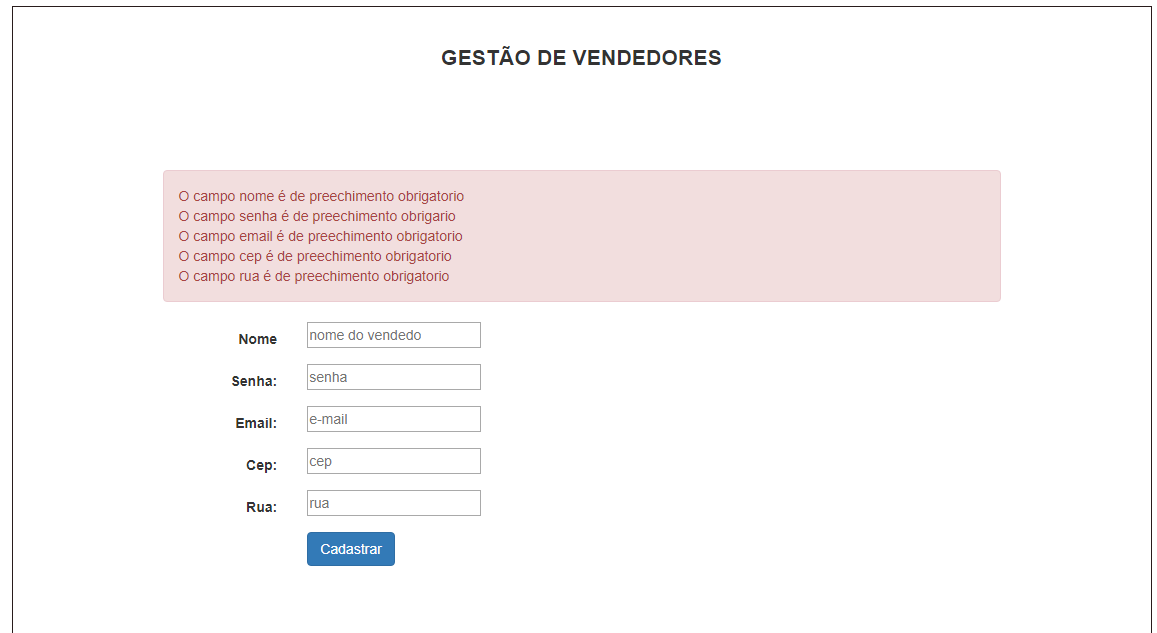 GESTÃO DE VENDEDORES
O campo nome é de preechimento obrigatorio
O campo senha é de preechimento obrigario
O campo email é de preechimento obrigatorio
O campo cep é de preechimento obrigatorio
O campo rua é de preechimento obrigatorio
Nome nome do vendedo
Senha: senha
Email: e-mail
Cep: cep
Rua: rua
Cadastrar